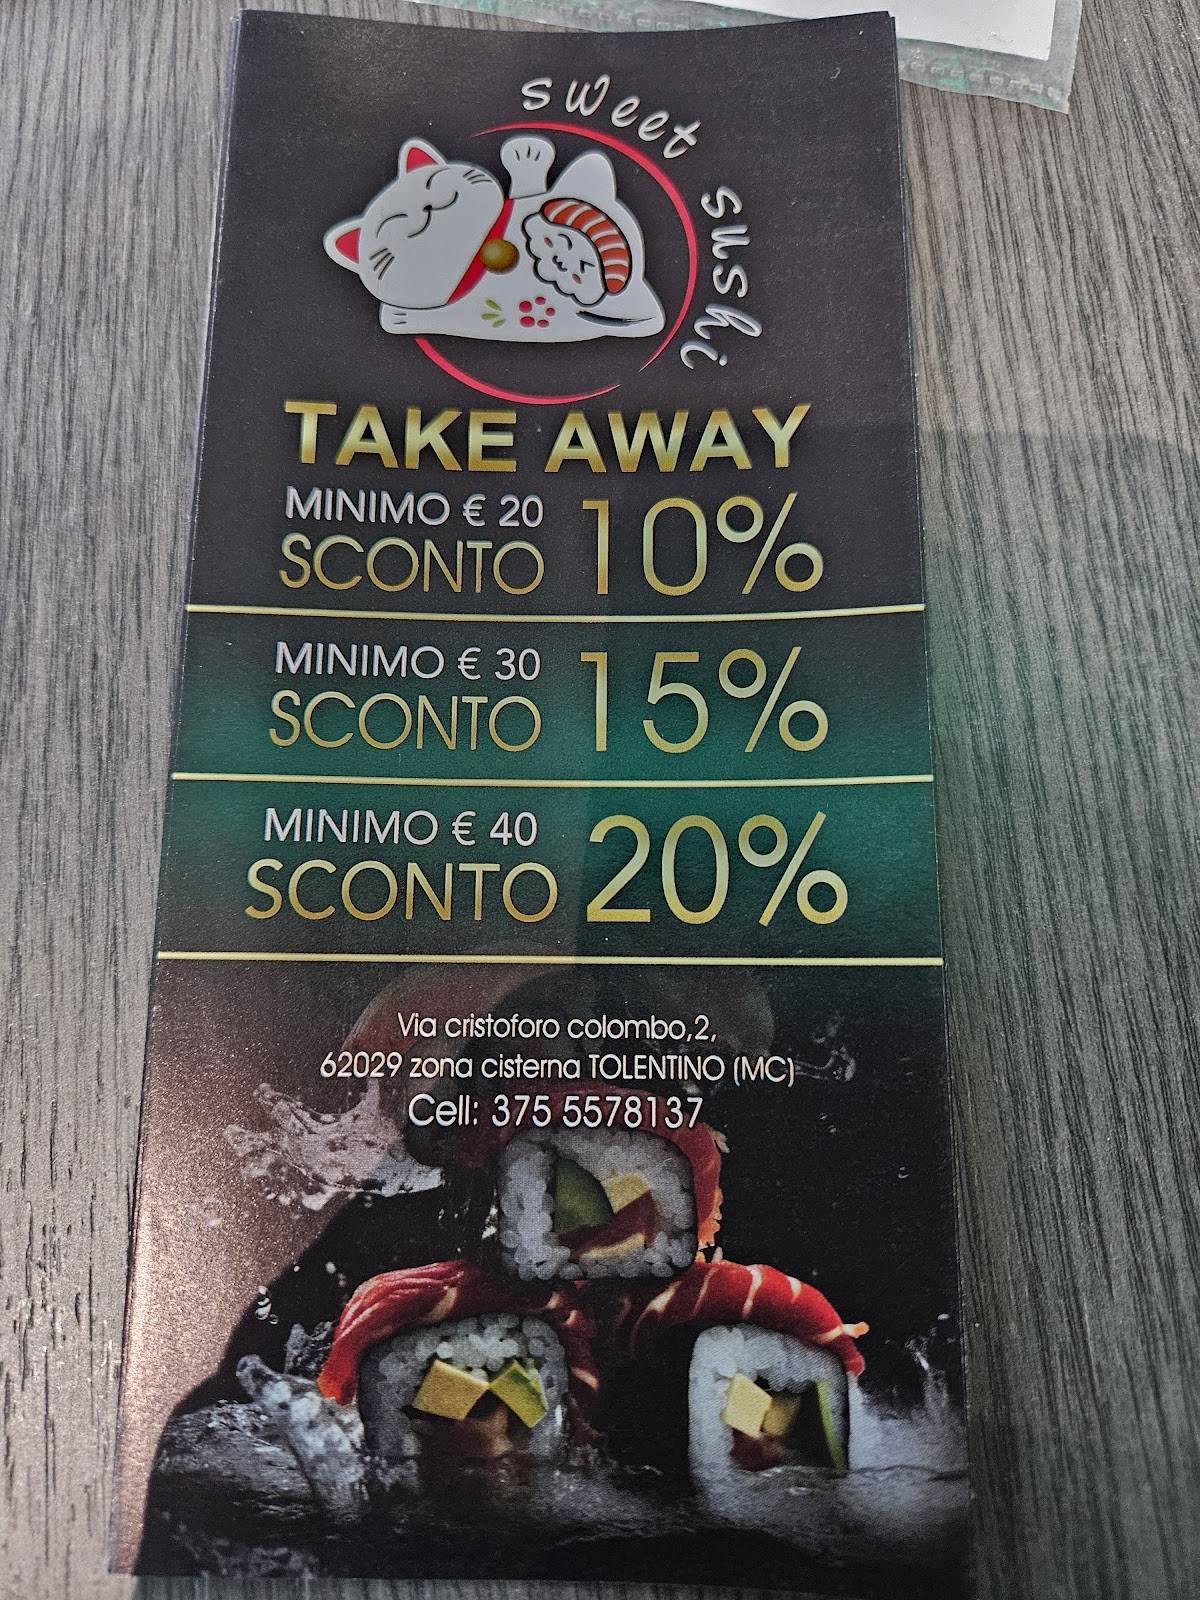 sweet sushi
TAKE AWAY
MINIMO € 20
SCONTO 10%
MINIMO € 30
SCONTO 15%
MINIMO € 40
SCONTO 20%
Via cristoforo colombo,2,
62029 zona cisterna TOLENTINO (MC)
Cell: 375 5578137